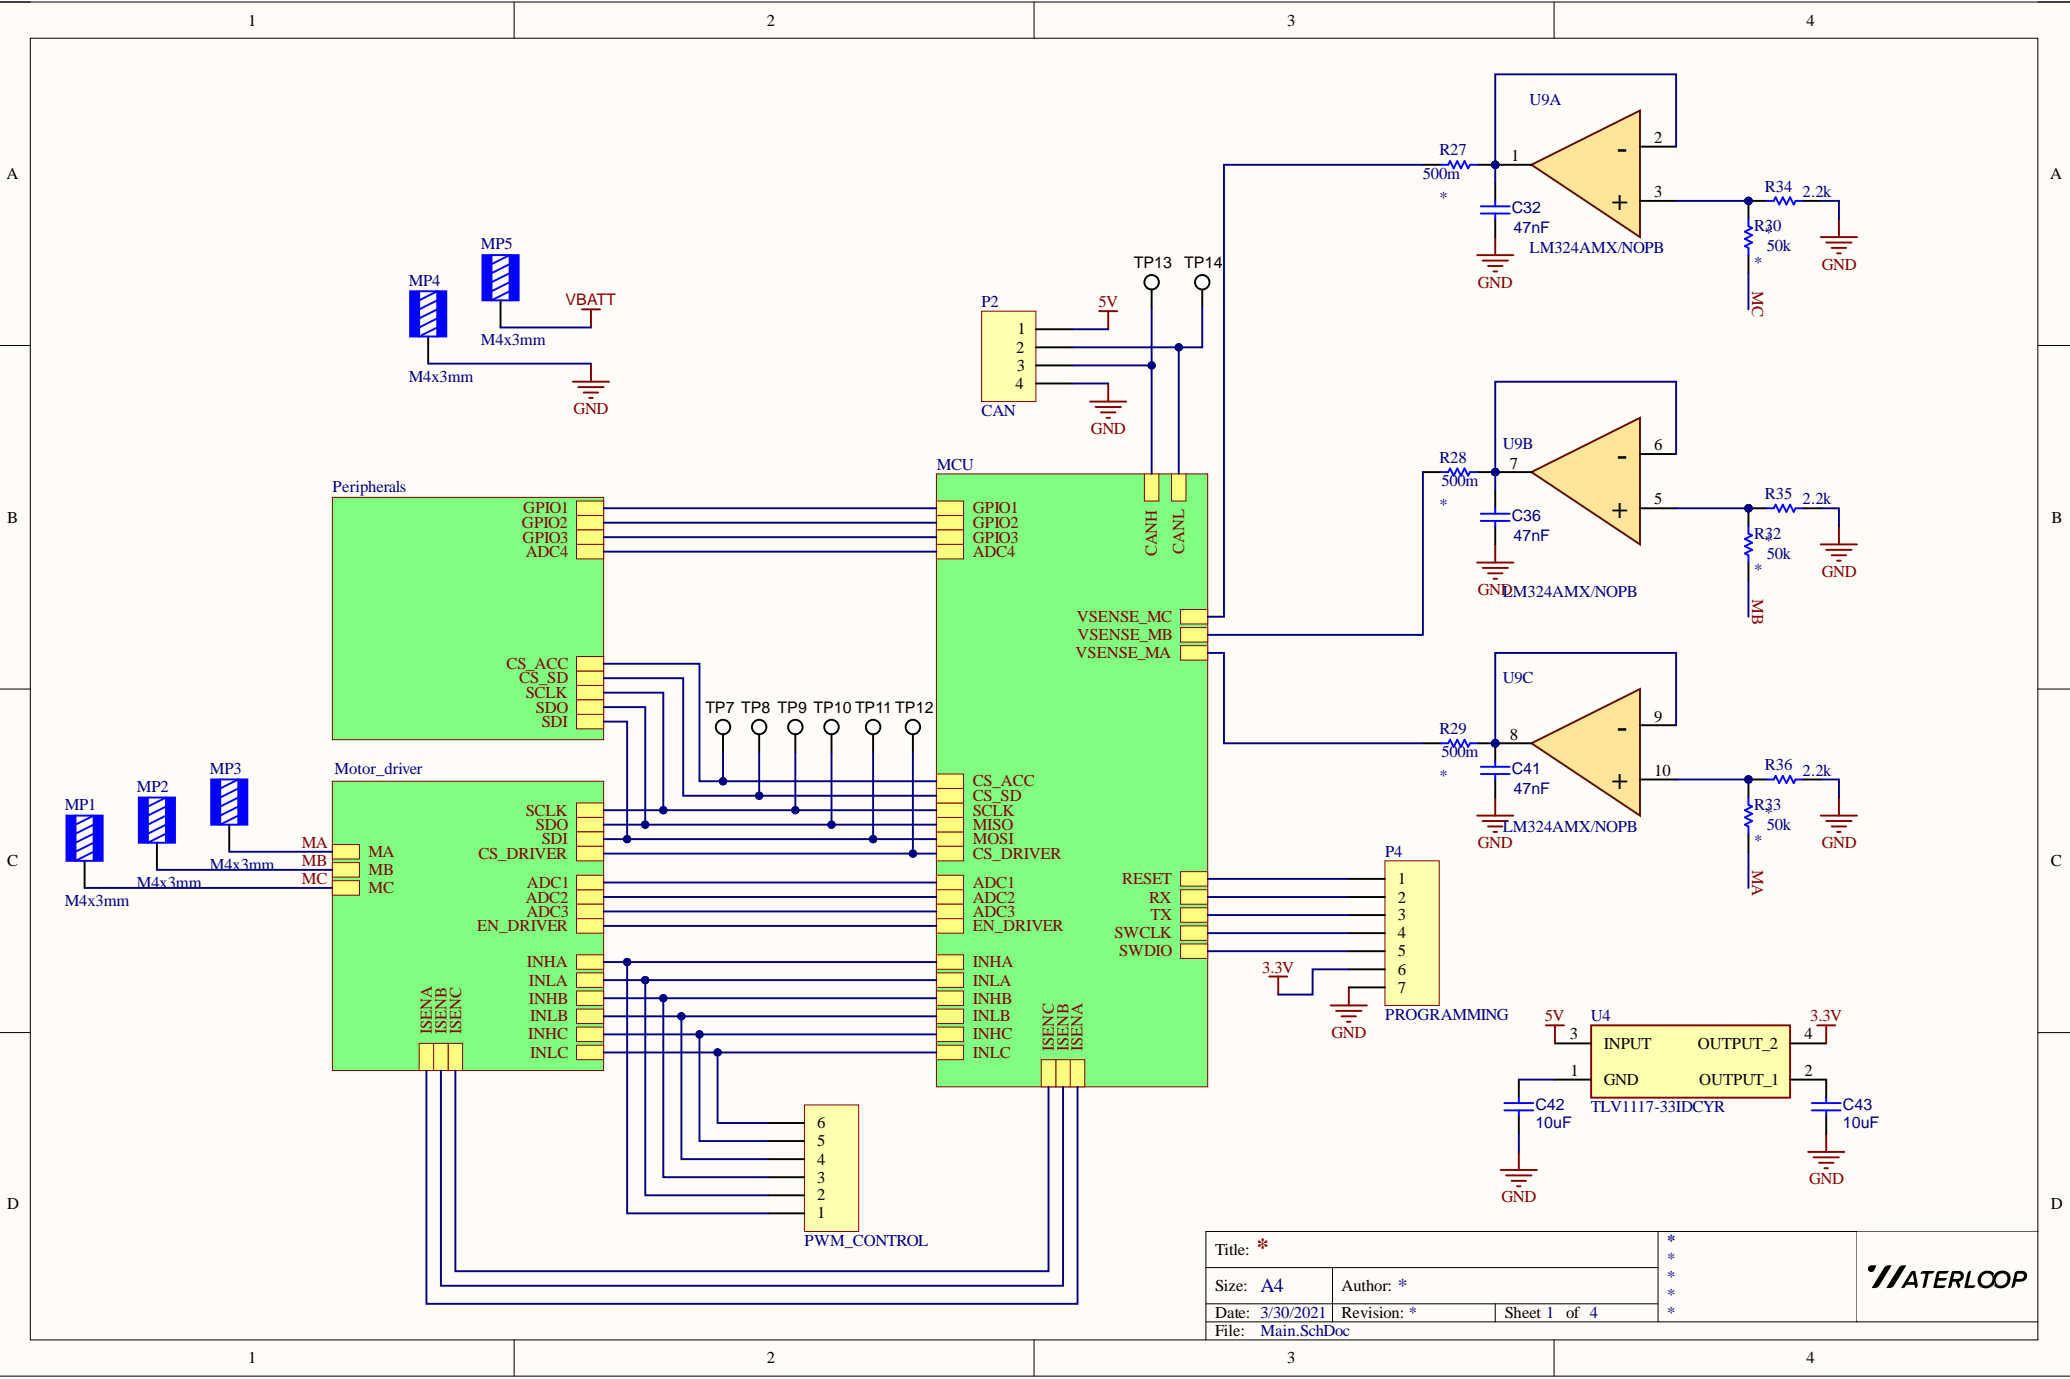 1
2
3
4
A
A
B
B
C
C
D
D
1
2
3
4
MP5
M4x3mm
VBATT
MP4
M4x3mm
GND
P2
1
2
3
4
CAN
5V
GND
TP13
TP14
U9A
1
2
3
LM324AMX/NOPB
R27
500m
*
C32
47nF
GND
R34
2.2k
*
R30
50k
*
MC
GND
U9B
7
6
5
LM324AMX/NOPB
R28
500m
*
C36
47nF
GND
R35
2.2k
*
R32
50k
*
MB
GND
U9C
8
9
10
LM324AMX/NOPB
R29
500m
*
C41
47nF
GND
R36
2.2k
*
R33
50k
*
MA
GND
Peripherals
GPIO1
GPIO2
GPIO3
ADC4
CS_ACC
CS_SD
SCLK
SDO
SDI
Motor_driver
MP1
M4x3mm
MP2
M4x3mm
MP3
M4x3mm
MA
MB
MC
MA
MB
MC
SCLK
SDO
SDI
CS_DRIVER
ADC1
ADC2
ADC3
EN_DRIVER
INHA
INLA
INHB
INLB
INHC
INLC
ISENA
ISENB
ISENC
TP7
TP8
TP9
TP10
TP11
TP12
MCU
GPIO1
GPIO2
GPIO3
ADC4
CANH
CANL
VSENSE_MC
VSENSE_MB
VSENSE_MA
CS_ACC
CS_SD
SCLK
MISO
MOSI
CS_DRIVER
ADC1
ADC2
ADC3
EN_DRIVER
INHA
INLA
INHB
INLB
INHC
INLC
RESET
RX
TX
SWCLK
SWDIO
ISENC
ISENB
ISENA
P4
1
2
3
4
5
6
7
PROGRAMMING
3.3V
GND
6
5
4
3
2
1
PWM_CONTROL
5V
U4
3.3V
3
INPUT
OUTPUT_2
4
1
GND
OUTPUT_1
2
TLV1117-33IDCYR
C42
10uF
GND
C43
10uF
GND
Title: *
Size: A4
Author: *
Date: 3/30/2021
Revision: *
Sheet 1 of 4
File: Main.SchDoc
*
*
*
*
*
WATERLOOP